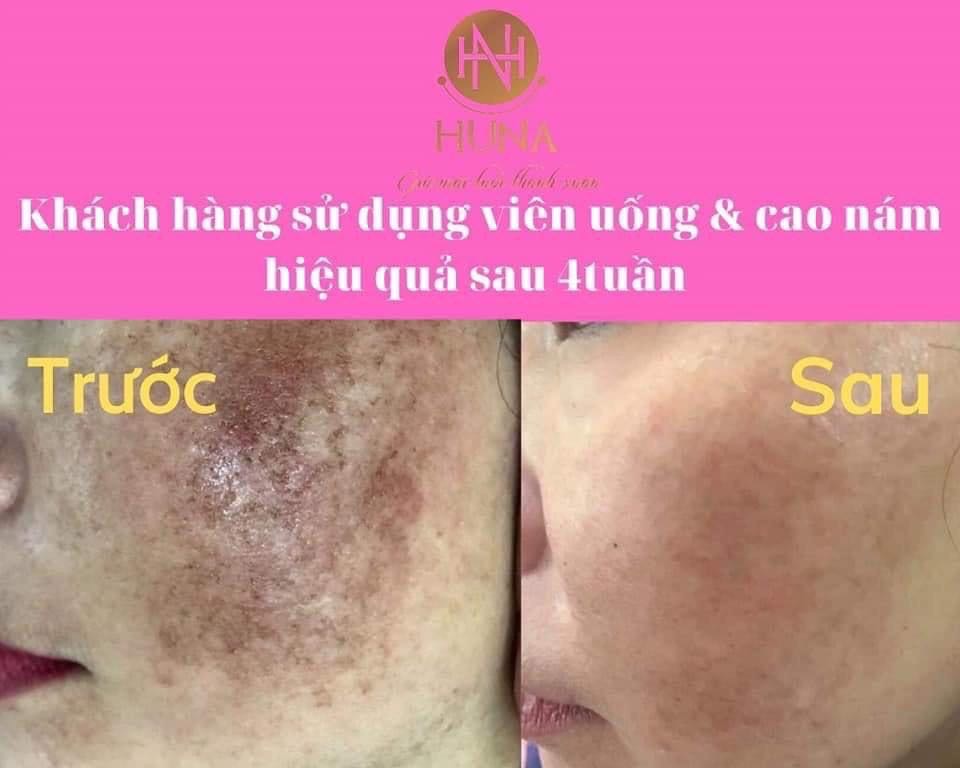 HUNA
Khách hàng sử dụng viên uống & cao nám
hiệu quả sau 4tuần
Trước
Sau